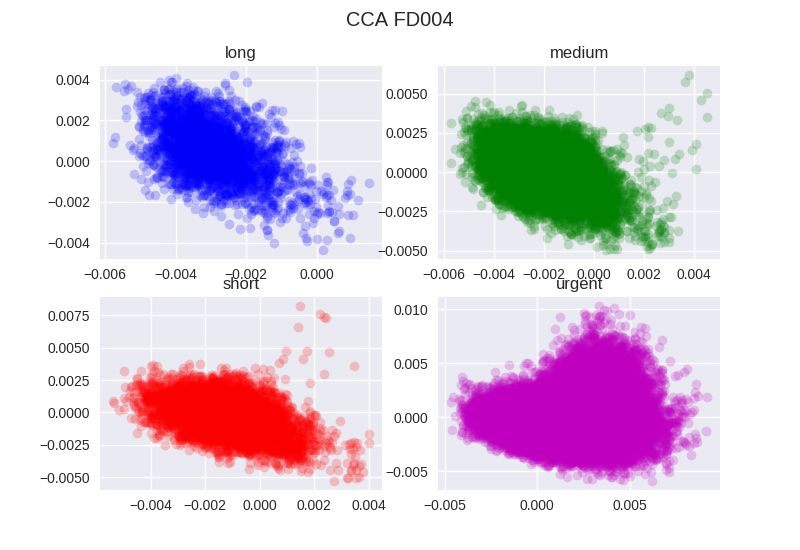 CCA FD004
long
medium
0.004
0.002
0.000
−0.002
−0.004
0.0050
0.0025
0.0000
−0.0025
−0.0050
−0.006 −0.004 −0.002 0.000
−0.006 −0.004 −0.002 0.000 0.002 0.004
short
urgent
0.0075
0.0050
0.0025
0.0000
−0.0025
−0.0050
0.010
0.005
0.000
−0.005
−0.004 −0.002 0.000 0.002 0.004
−0.005 0.000 0.005